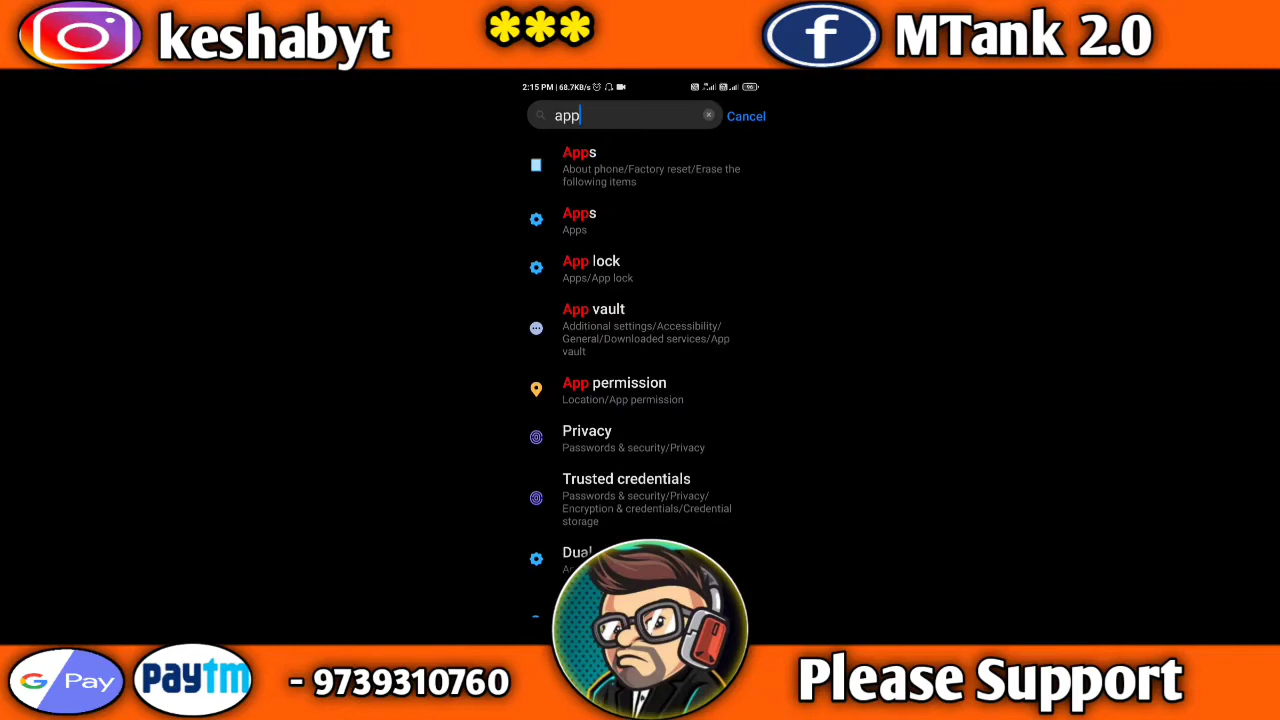 keshabyt
***
f MTank 2.0
2:15 PM | 68.7KB/s
96
app
Cancel
Apps
About phone/Factory reset/Erase the
following items
Apps
Apps
App lock
Apps/App lock
App vault
Additional settings/Accessibility/
General/Downloaded services/App
vault
App permission
Location/App permission
Privacy
Passwords & security/Privacy
Trusted credentials
Passwords & security/Privacy/
Encryption & credentials/Credential
storage
Dual
G Pay
paytm
- 9739310760
Please Support